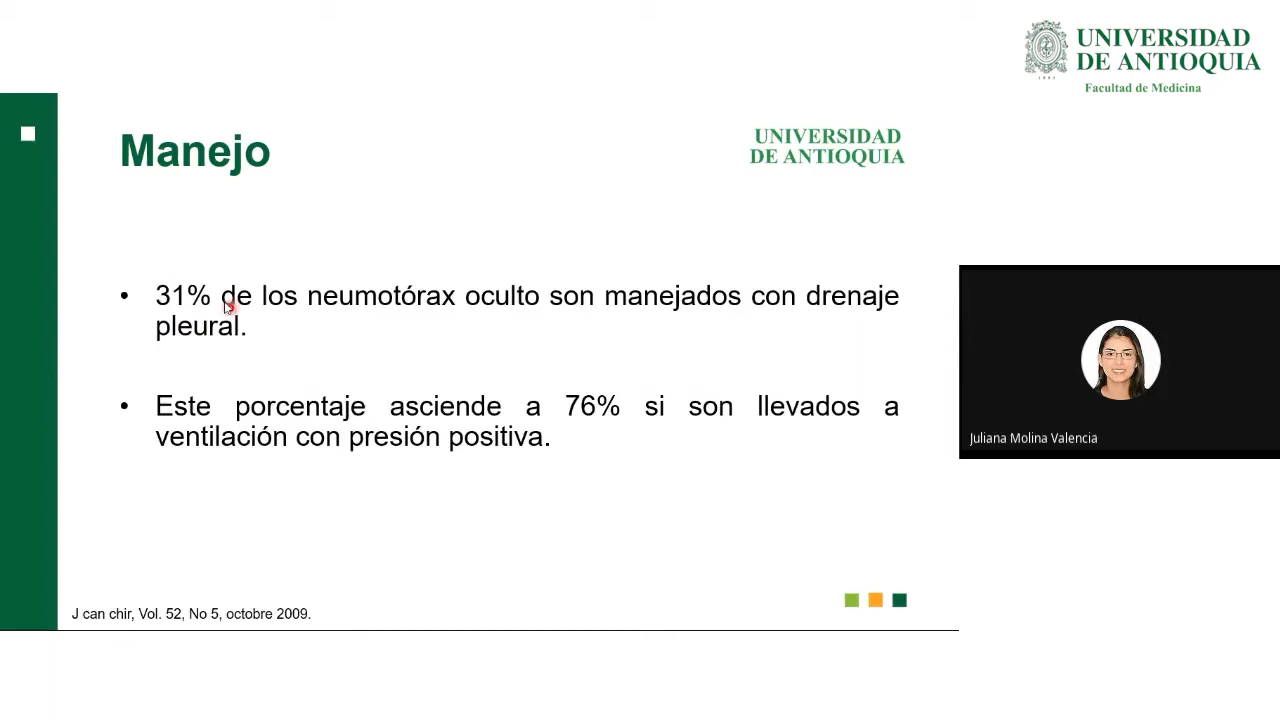 UNIVERSIDAD
DE ANTIOQUIA
Facultad de Medicina
Manejo
UNIVERSIDAD
DE ANTIOQUIA
• 31% de los neumotórax oculto son manejados con drenaje
pleural.
• Este porcentaje asciende a 76% si son llevados a
ventilación con presión positiva.
Juliana Molina Valencia
J can chir, Vol. 52, No 5, octobre 2009.